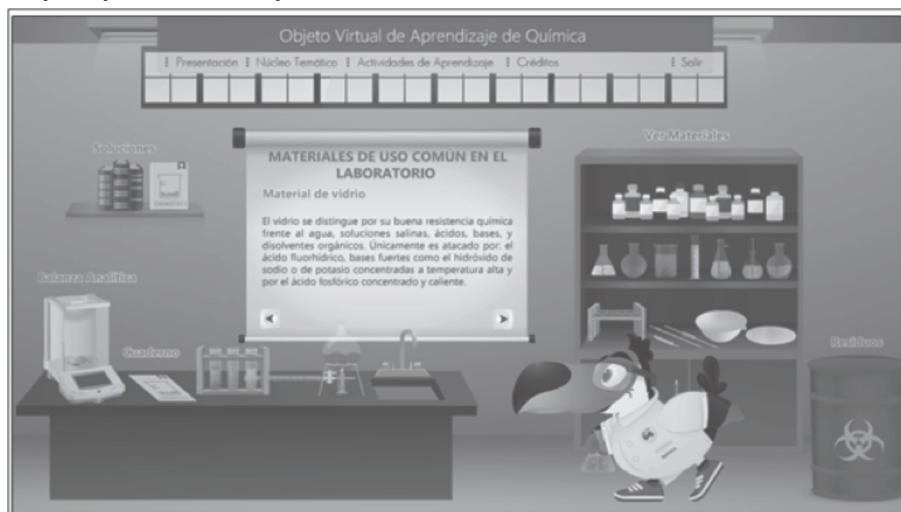 Objeto Virtual de Aprendizaje de Química
Presentación Núcleo Temático Actividades de Aprendizaje Créditos Salir
Soluciones
Ver Materiales
MATERIALES DE USO COMÚN EN EL
LABORATORIO
Material de vidrio
El vidrio se distingue por su buena resistencia química
frente al agua, soluciones salinas, ácidos, bases, y
disolventes orgánicos. Únicamente es atacado por: el
ácido fluorhídrico, bases fuertes como el hidróxido de
sodio o de potasio concentradas a temperatura alta y
por el ácido fosfórico concentrado y caliente.
Balanza Analítica
Cuaderno
Residuos